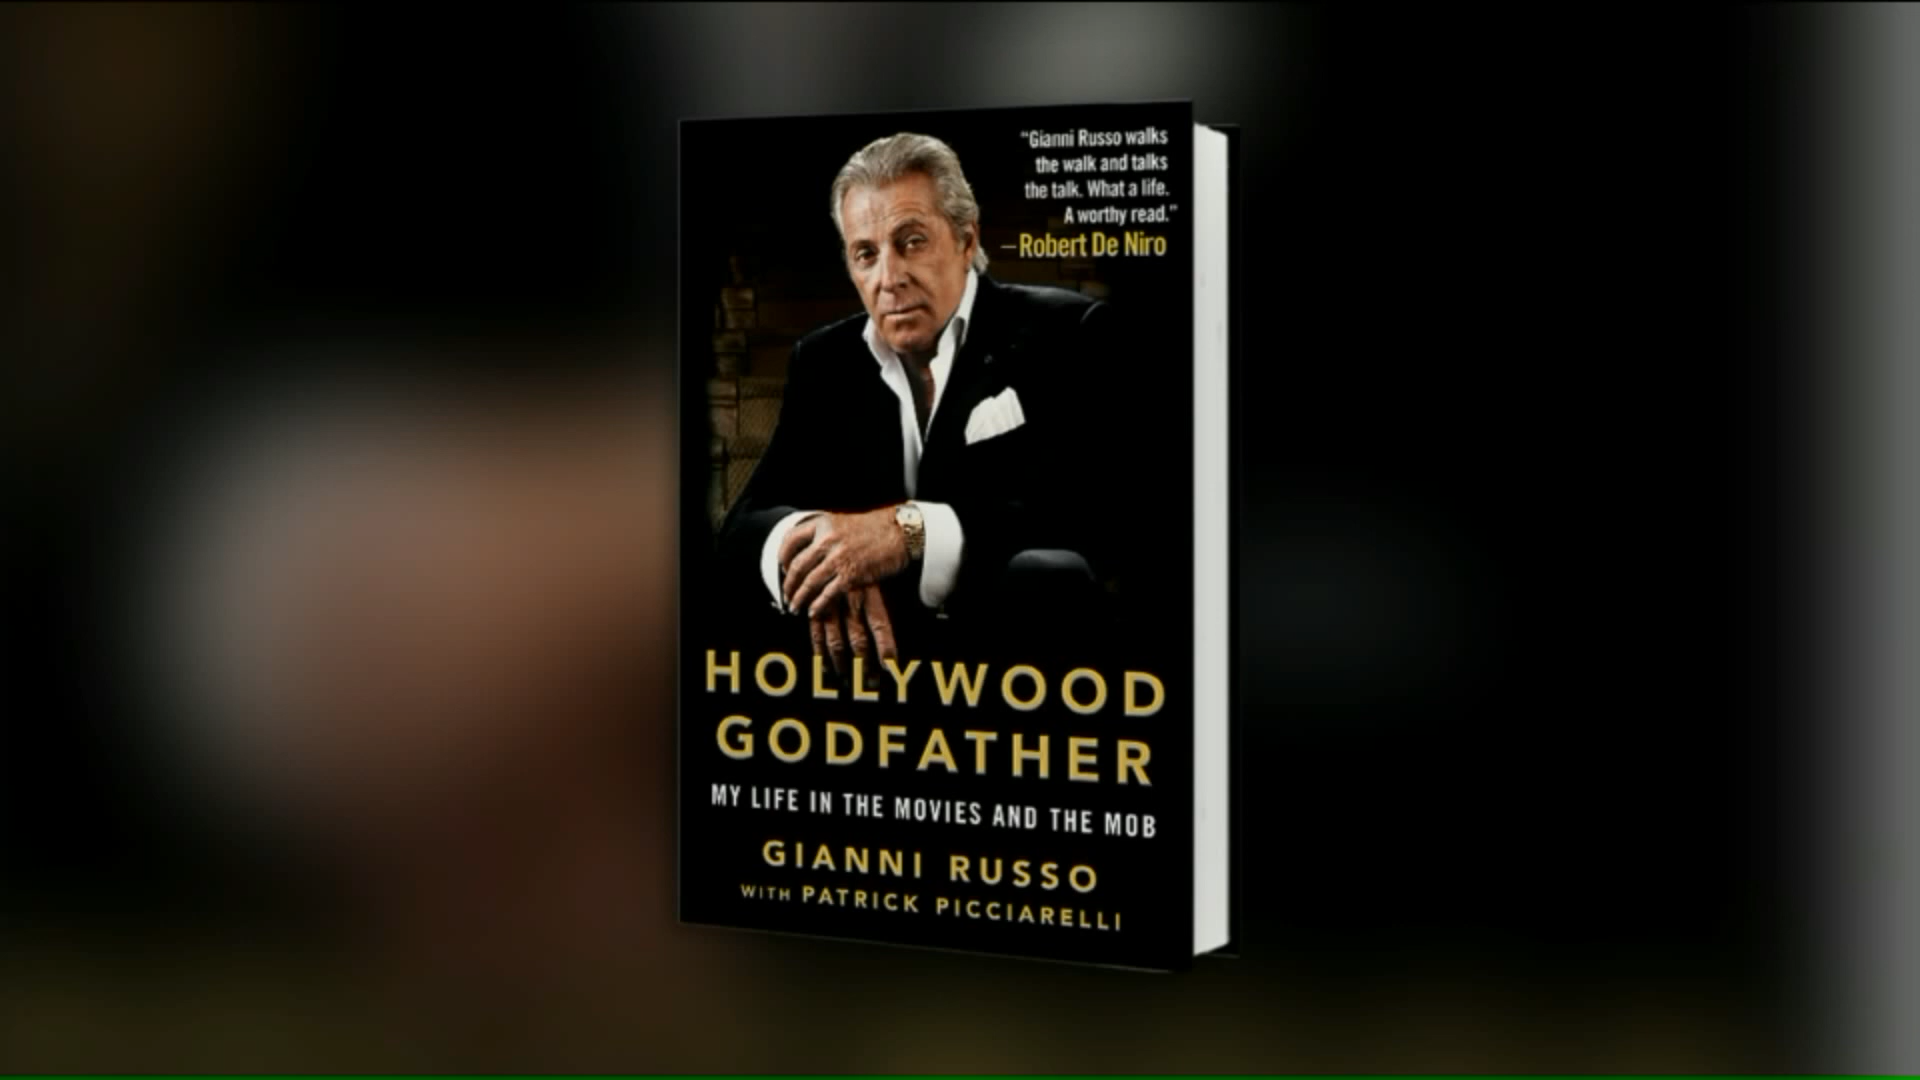 “Gianni Russo walks
the walk and talks
the talk. What a life.
A worthy read.”
–Robert De Niro
HOLLYWOOD
GODFATHER
MY LIFE IN THE MOVIES AND THE MOB
GIANNI RUSSO
WITH PATRICK PICCIARELLI